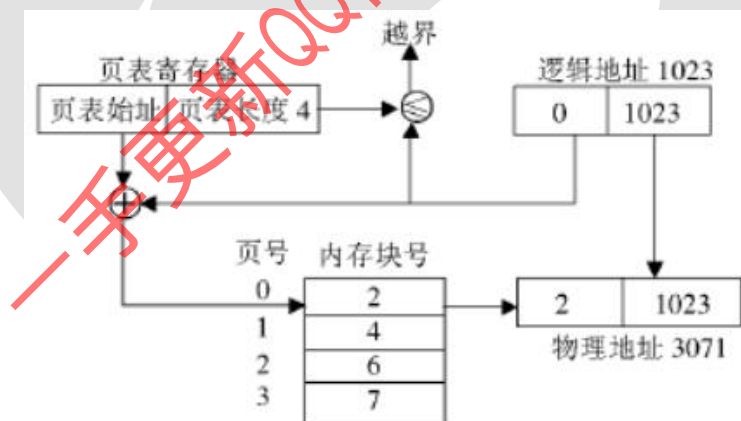 越界
页表寄存器
逻辑地址 1023
页表始址 页表长度 4
0 1023
页号 内存块号
0 2
1 4
2 6
3 7
2 1023
物理地址 3071
一手更新QQ